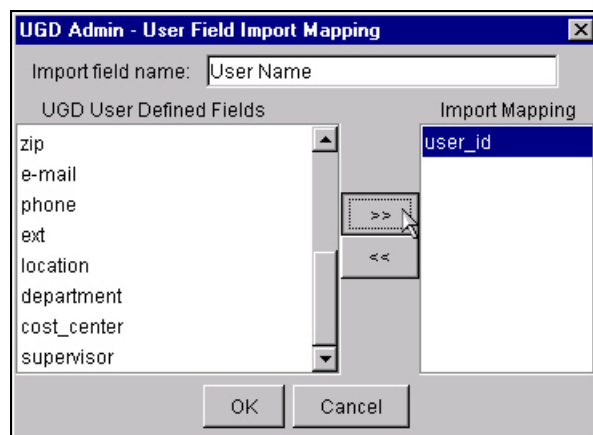 UGD Admin - User Field Import Mapping
Import field name: User Name
UGD User Defined Fields
Import Mapping
zip
e-mail
phone
ext
location
department
cost_center
supervisor
>>
<<
user_id
OK
Cancel